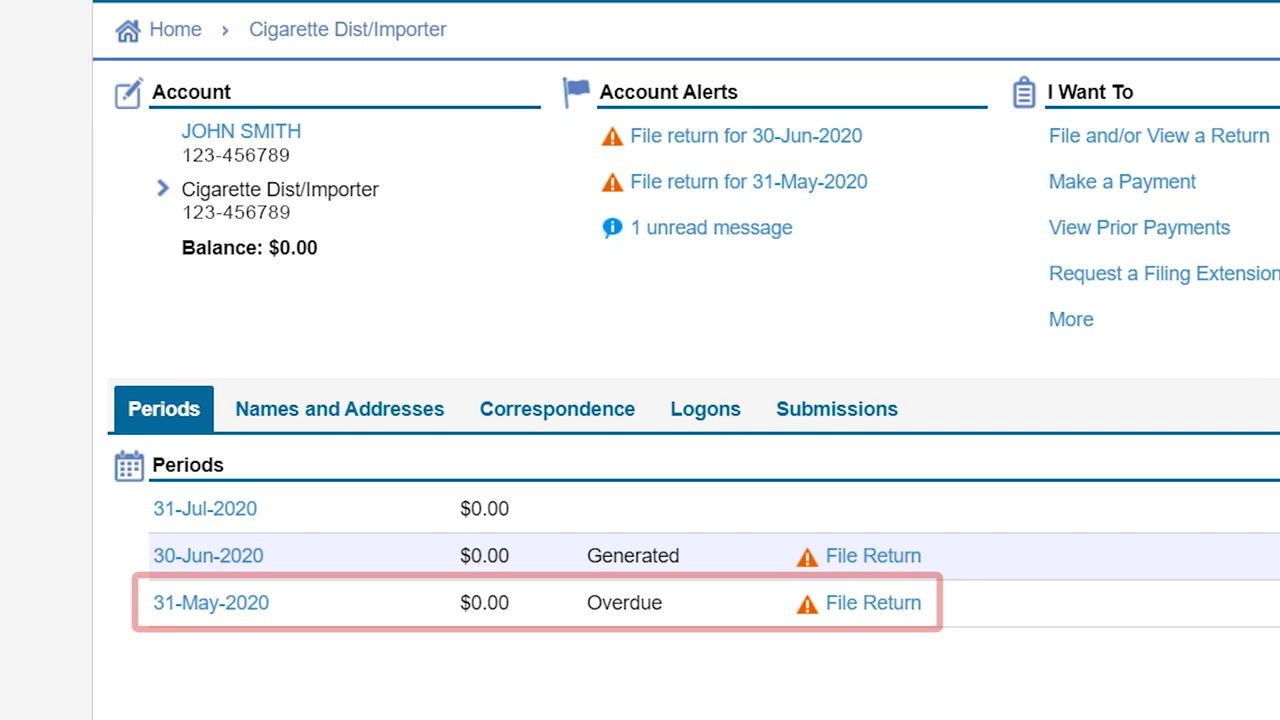 Home › Cigarette Dist/Importer
Account
JOHN SMITH
123-456789
Cigarette Dist/Importer
123-456789
Balance: $0.00
Account Alerts
File return for 30-Jun-2020
File return for 31-May-2020
1 unread message
I Want To
File and/or View a Return
Make a Payment
View Prior Payments
Request a Filing Extension
More
Periods Names and Addresses Correspondence Logons Submissions
Periods
31-Jul-2020 $0.00
30-Jun-2020 $0.00 Generated File Return
31-May-2020 $0.00 Overdue File Return